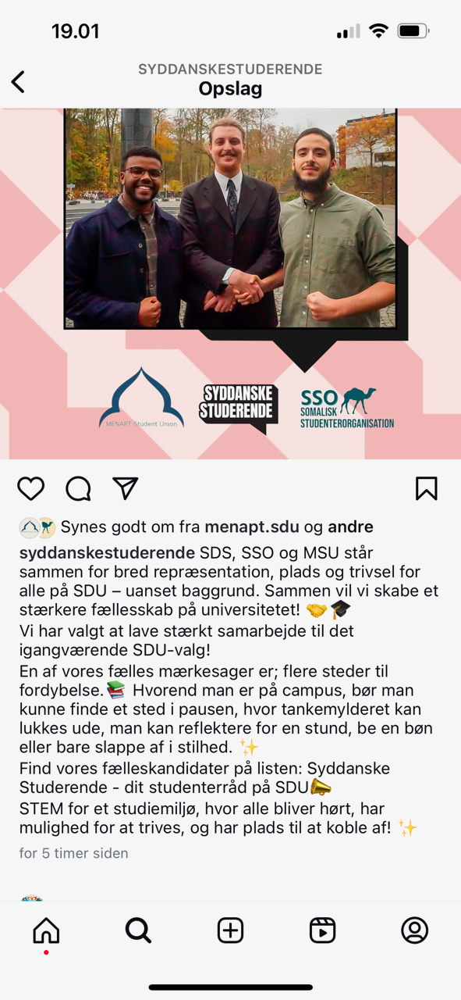 19.01
SYDDANSKESTUDERENDE
Opslag
MENAPT Student Union
SYDDANSKE
STUDERENDE
SSO
SOMALISK
STUDENTERORGANISATION
Synes godt om fra menapt.sdu og andre
syddanskestuderende SDS, SSO og MSU står
sammen for bred repræsentation, plads og trivsel for
alle på SDU – uanset baggrund. Sammen vil vi skabe et
stærkere fællesskab på universitetet! 🤝🎓
Vi har valgt at lave stærkt samarbejde til det
igangværende SDU-valg!
En af vores fælles mærkesager er; flere steder til
fordybelse.📚 Hvorend man er på campus, bør man
kunne finde et sted i pausen, hvor tankemylderet kan
lukkes ude, man kan reflektere for en stund, be en bøn
eller bare slappe af i stilhed. ✨
Find vores fælleskandidater på listen: Syddanske
Studerende - dit studenterråd på SDU📣
STEM for et studiemiljø, hvor alle bliver hørt, har
mulighed for at trives, og har plads til at koble af! ✨
for 5 timer siden